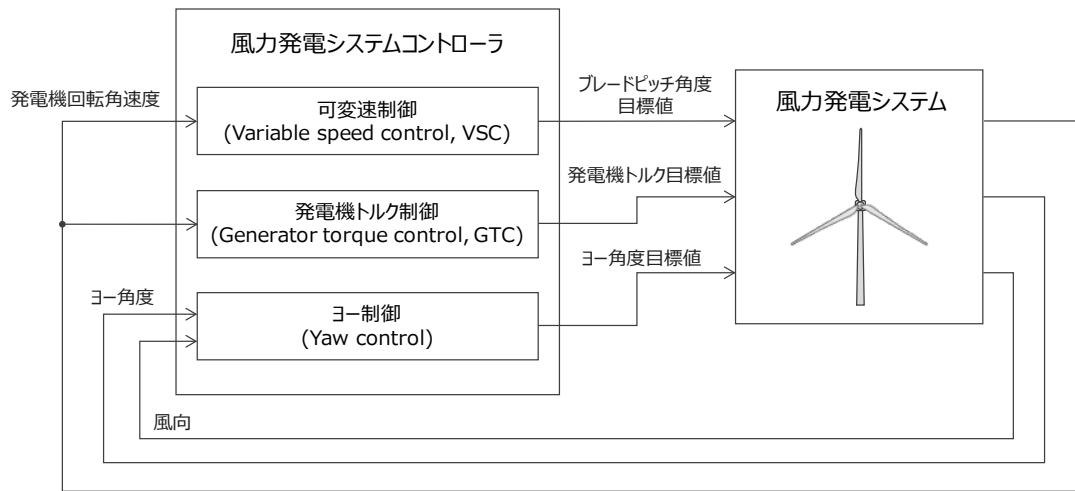 風力発電システムコントローラ
発電機回転角速度
可変速制御
(Variable speed control, VSC)
ブレードピッチ角度
目標値
風力発電システム
発電機トルク制御
(Generator torque control, GTC)
発電機トルク目標値
ヨー角度
ヨー制御
(Yaw control)
ヨー角度目標値
風向